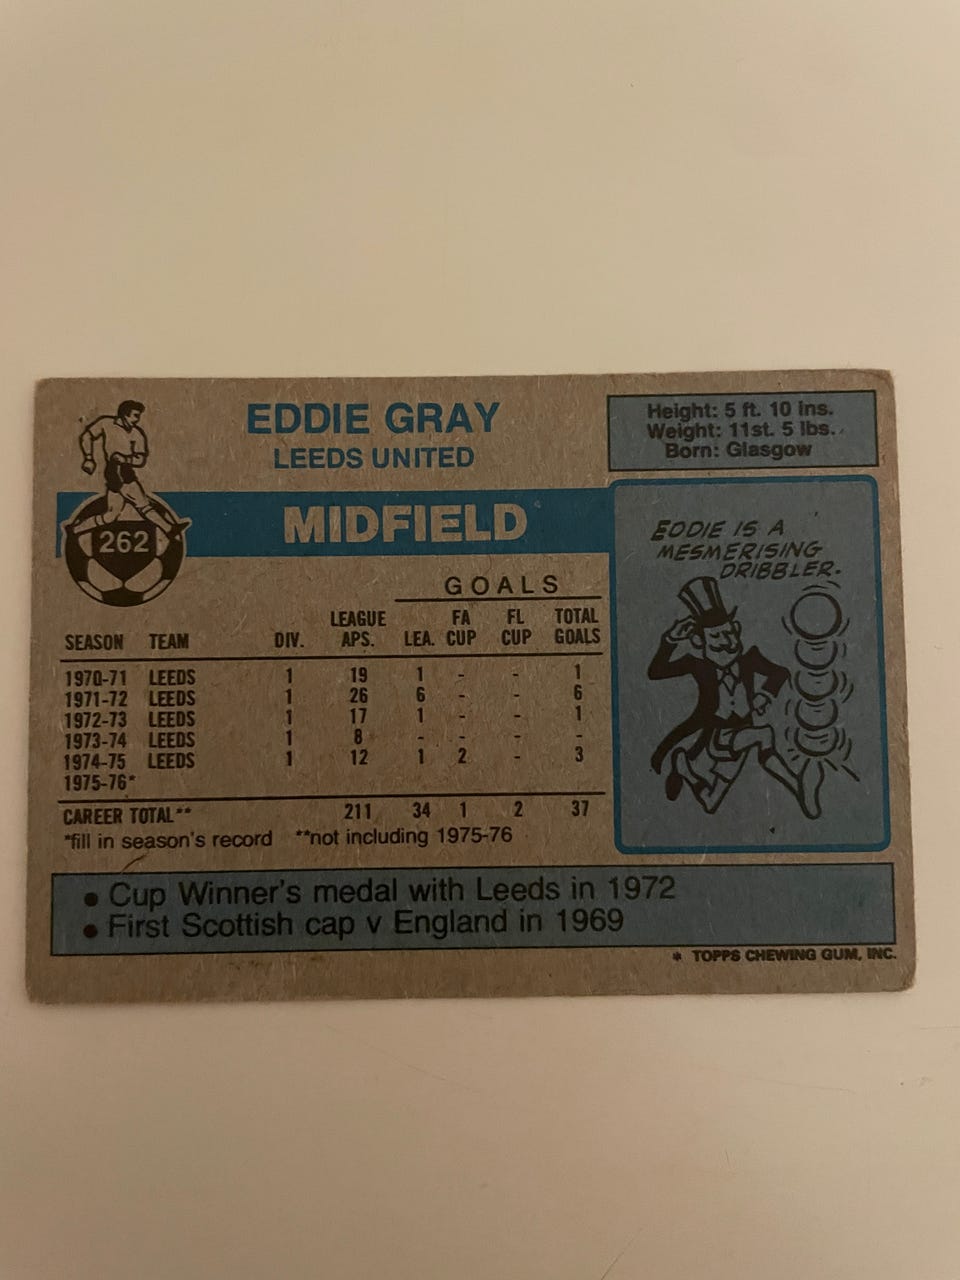 EDDIE GRAY
LEEDS UNITED
Height: 5 ft. 10 ins.
Weight: 11st. 5 lbs.
Born: Glasgow
262
MIDFIELD
EDDIE IS A
MESMERISING
DRIBBLER.
GOALS
SEASON TEAM DIV. LEAGUE APS. LEA. FA CUP FL CUP TOTAL GOALS
1970-71 LEEDS 1 19 1 - - 1
1971-72 LEEDS 1 26 6 - - 6
1972-73 LEEDS 1 17 1 - - 1
1973-74 LEEDS 1 8 - - - -
1974-75 LEEDS 1 12 1 2 - 3
1975-76*
CAREER TOTAL** 211 34 1 2 37
*fill in season's record **not including 1975-76
• Cup Winner's medal with Leeds in 1972
• First Scottish cap v England in 1969
* TOPPS CHEWING GUM, INC.